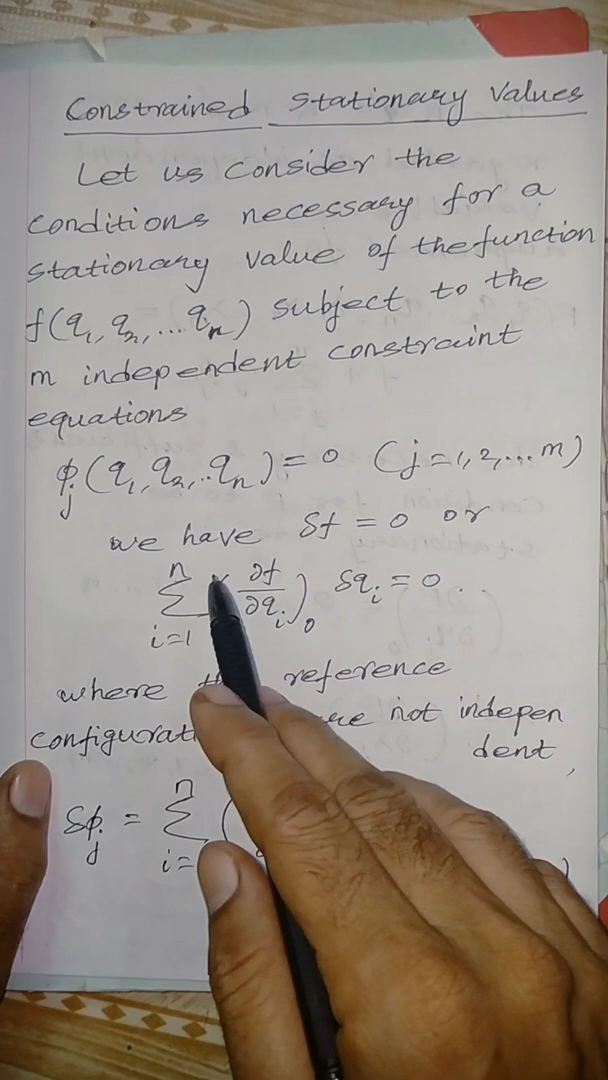 Constrained Stationary Values
Let us consider the
conditions necessary for a
stationary value of the function
f(q₁, q₂, ... qₙ) subject to the
m independent constraint
equations
ϕⱼ (q₁, q₂, .. qₙ) = 0 (j = 1, 2, ... m)
we have δf = 0 or
n
Σ (∂f/∂qᵢ)₀ δqᵢ = 0.
i=1
where reference
are not indepen
dent,
n
δϕⱼ = Σ (
i=